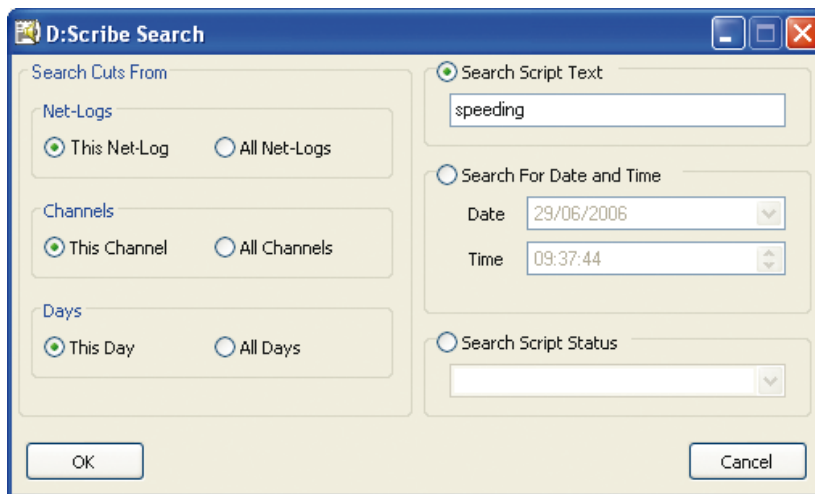 D:Scribe Search
Search Cuts From
Net-Logs
This Net-Log All Net-Logs
Channels
This Channel All Channels
Days
This Day All Days
Search Script Text
speeding
Search For Date and Time
Date 29/06/2006
Time 09:37:44
Search Script Status
OK Cancel